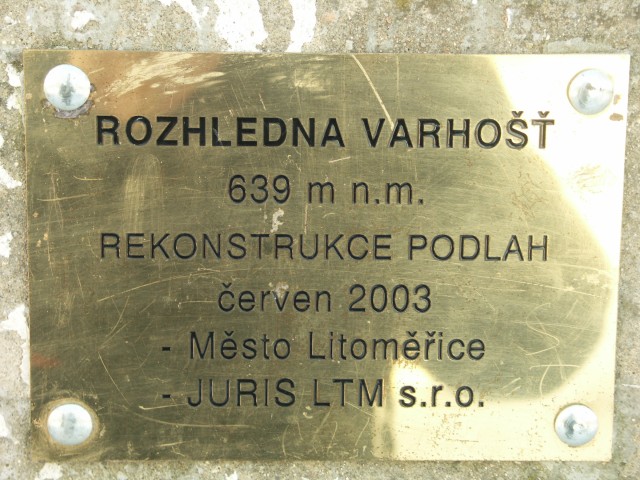 ROZHLEDNA VARHOŠŤ
639 m n.m.
REKONSTRUKCE PODLAH
červen 2003
- Město Litoměřice
- JURIS LTM s.r.o.